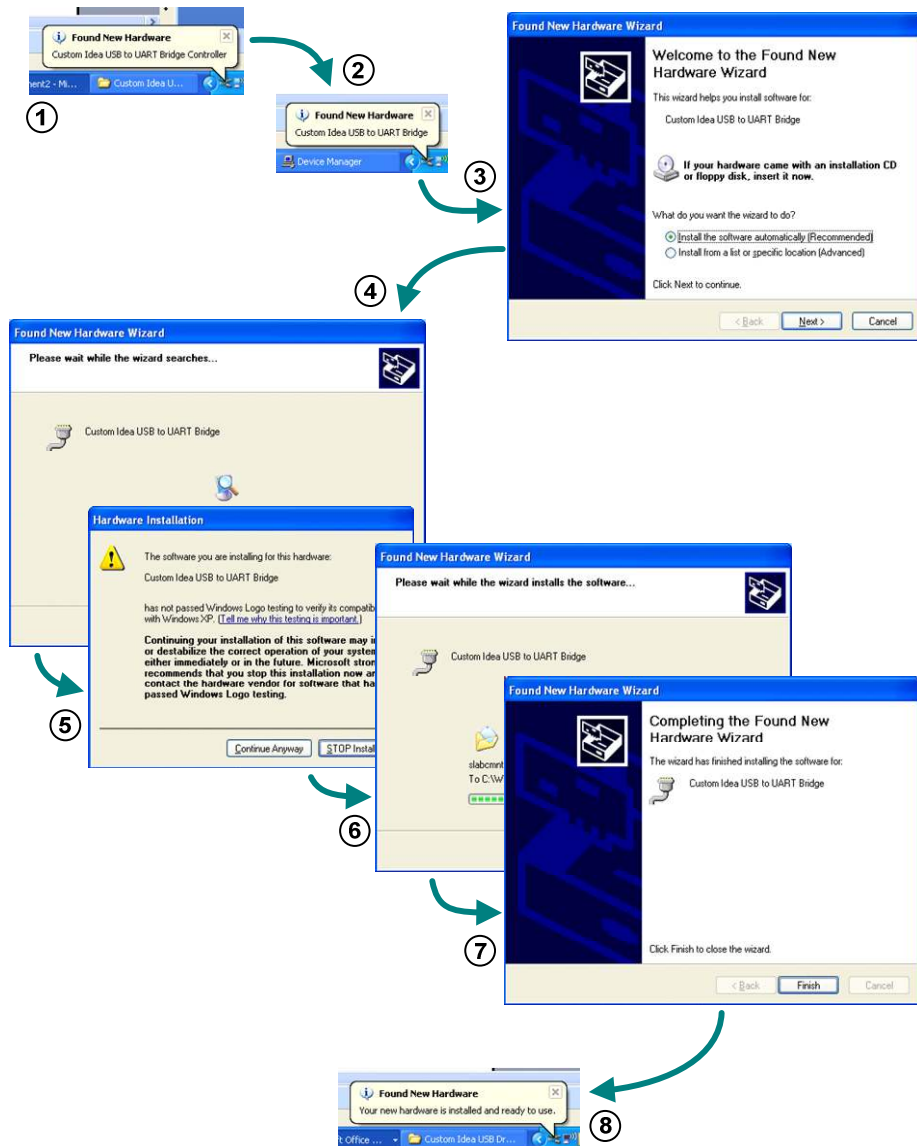 Found New Hardware
Custom Idea USB to UART Bridge Controller
Custom Idea U...
1
2
Found New Hardware
Custom Idea USB to UART Bridge
Device Manager
3
Found New Hardware Wizard
Welcome to the Found New
Hardware Wizard
This wizard helps you install software for:
Custom Idea USB to UART Bridge
If your hardware came with an installation CD
or floppy disk, insert it now.
What do you want the wizard to do?
Install the software automatically (Recommended)
Install from a list or specific location (Advanced)
Click Next to continue.
< Back
Next >
Cancel
4
Found New Hardware Wizard
Please wait while the wizard searches...
Custom Idea USB to UART Bridge
5
Hardware Installation
The software you are installing for this hardware:
Custom Idea USB to UART Bridge
has not passed Windows Logo testing to verify its compatib
with Windows XP. (Tell me why this testing is important.)
Continuing your installation of this software may i
or destabilize the correct operation of your system
either immediately or in the future. Microsoft stron
recommends that you stop this installation now a
contact the hardware vendor for software that ha
passed Windows Logo testing.
Continue Anyway
STOP Instal
6
Found New Hardware Wizard
Please wait while the wizard installs the software...
Custom Idea USB to UART Bridge
slabcmnt
To C:\W
7
Found New Hardware Wizard
Completing the Found New
Hardware Wizard
The wizard has finished installing the software for:
Custom Idea USB to UART Bridge
Click Finish to close the wizard.
< Back
Finish
Cancel
8
Found New Hardware
Your new hardware is installed and ready to use.
t Office ...
Custom Idea USB Dr...